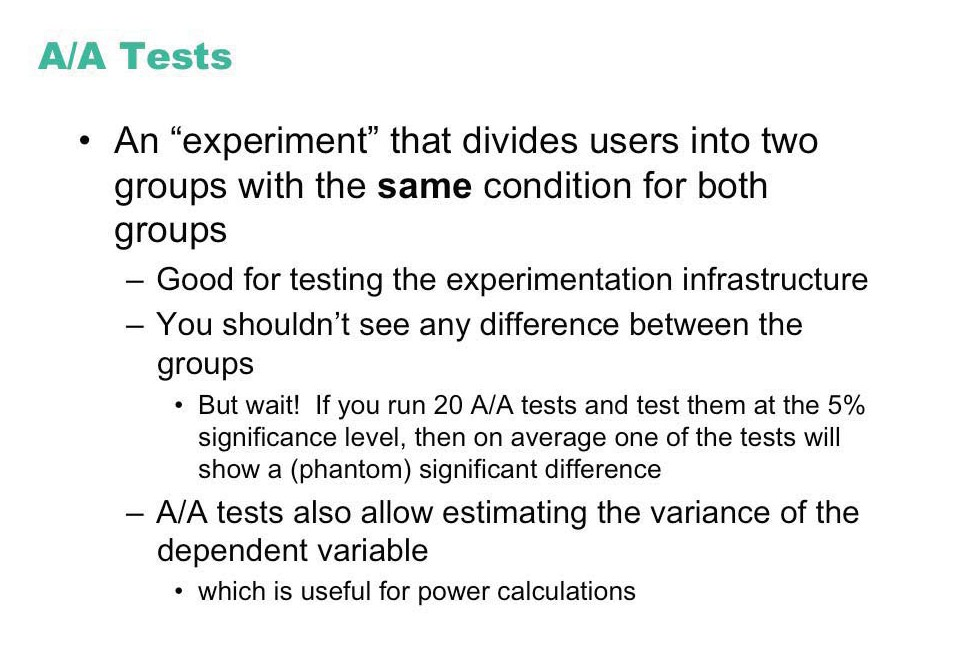 A/A Tests
• An “experiment” that divides users into two
groups with the same condition for both
groups
– Good for testing the experimentation infrastructure
– You shouldn’t see any difference between the
groups
• But wait!  If you run 20 A/A tests and test them at the 5%
significance level, then on average one of the tests will
show a (phantom) significant difference
– A/A tests also allow estimating the variance of the
dependent variable
• which is useful for power calculations